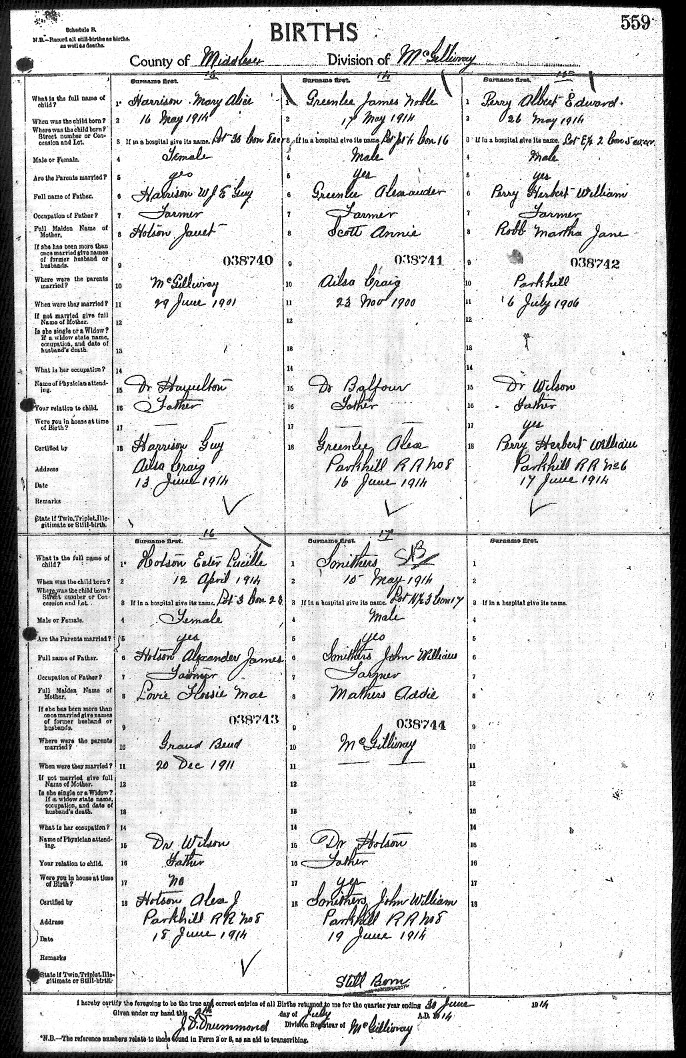 559
Schedule B.
N.B.—Record all still-births as births, as well as deaths.
BIRTHS
County of Middlesex Division of McGillivray
13 14 15
Surname first. Surname first. Surname first.
What is the full name of child? 1 Harrison Mary Alice 1 Greenlee James Noble 1 Perry Albert Edward.
When was the child born? 2 16 May 1914 2 17 May 1914 2 26 May 1914
Where was the child born? Street number or Concession and Lot. 3 If in a hospital give its name. Lot 30 Con 8 3 If in a hospital give its name. Lot 4 Con 16 3 If in a hospital give its name. Lot E½ 2 Con 5
Male or Female. 4 Female 4 Male 4 Male
Are the Parents married? 5 yes 5 yes 5 yes
Full name of Father. 6 Harrison W J E Guy 6 Greenlee Alexander 6 Perry Herbert William
Occupation of Father? 7 Farmer 7 Farmer 7 Farmer
Full Maiden Name of Mother. 8 Hotson Janet 8 Scott Annie 8 Robb Martha Jane
If she has been more than once married give names of former husband or husbands. 9 038740 9 038741 9 038742
Where were the parents married? 10 McGillivray 10 Ailsa Craig 10 Parkhill
When were they married? 11 29 June 1901 11 23 Nov 1900 11 6 July 1906
If not married give full Name of Mother. 12 12 12
Is she single or a Widow? If a widow state name, occupation, and date of husband's death. 13 13 13
What is her occupation? 14 14 14
Name of Physician attending. 15 Dr Hamilton 15 Dr Balfour 15 Dr Wilson
Your relation to child. 16 Father 16 Father 16 Father
Were you in house at time of Birth? 17 — — 17 — — 17 yes
Certified by 18 Harrison Guy 18 Greenlee Alex 18 Perry Herbert William
Address Ailsa Craig Parkhill RR No 8 Parkhill RR No 6
Date 13 June 1914 16 June 1914 17 June 1914
Remarks
State if Twin, Triplet, Illegitimate or Still-birth.
16 17
Surname first. Surname first. Surname first.
What is the full name of child? 1 Hotson Ester Lucille 1 Smithers SB 1
When was the child born? 2 12 April 1914 2 15 May 1914 2
Where was the child born? Street number or Concession and Lot. 3 If in a hospital give its name. Lot 3 Con 23 3 If in a hospital give its name. Lot N½ 3 Con 17 3 If in a hospital give its name.
Male or Female. 4 Female 4 Male 4
Are the Parents married? 5 yes 5 yes 5
Full name of Father. 6 Hotson Alexander James 6 Smithers John William 6
Occupation of Father? 7 Farmer 7 Farmer 7
Full Maiden Name of Mother. 8 Lovie Flossie Mae 8 Mathers Addie 8
If she has been more than once married give names of former husband or husbands. 9 038743 9 038744 9
Where were the parents married? 10 Grand Bend 10 McGillivray 10
When were they married? 11 20 Dec 1911 11 — — 11
If not married give full Name of Mother. 12 12 12
Is she single or a Widow? If a widow state name, occupation, and date of husband's death. 13 13 13
What is her occupation? 14 14 14
Name of Physician attending. 15 Dr Wilson 15 Dr Hotson 15
Your relation to child. 16 Father 16 Father 16
Were you in house at time of Birth? 17 no 17 yes 17
Certified by 18 Hotson Alex J 18 Smithers John William 18
Address Parkhill RR No 8 Parkhill RR No 8
Date 18 June 1914 19 June 1914
Remarks
State if Twin, Triplet, Illegitimate or Still-birth. Still Born
I hereby certify the foregoing to be the true and correct entries of all Births returned to me for the quarter year ending 30 June 1914
Given under my hand this 9th day of July A.D. 1914
J. D. Drummond Division Registrar of McGillivray
*N.B.—The reference numbers relate to those found in Form 2 or 8, as an aid to transcribing.